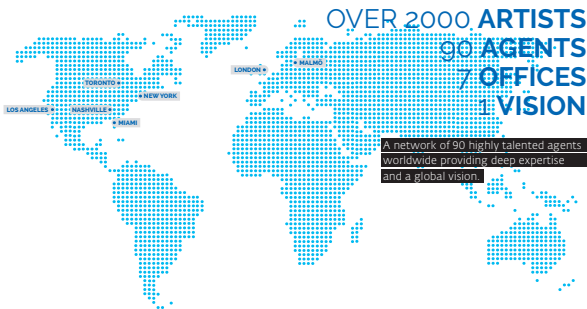 OVER 2000 ARTISTS
90 AGENTS
7 OFFICES
1 VISION
LONDON
MALMÖ
TORONTO
NEW YORK
LOS ANGELES
NASHVILLE
MIAMI
A network of 90 highly talented agents
worldwide providing deep expertise
and a global vision.